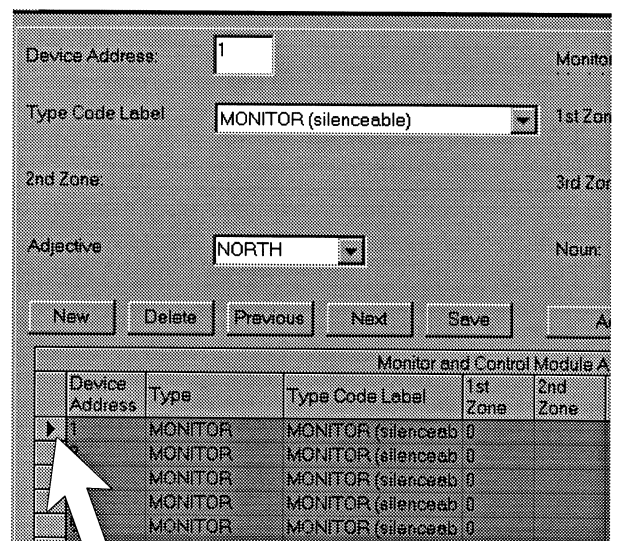 Device Address: 1 Monitor
Type Code Label MONITOR (silenceable) 1st Zon
2nd Zone: 3rd Zon
Adjective NORTH Noun:
New Delete Previous Next Save
Monitor and Control Module A
Device Address Type Type Code Label 1st Zone 2nd Zone
1 MONITOR MONITOR (silenceab 0
MONITOR MONITOR (silenceab 0
MONITOR MONITOR (silenceab 0
MONITOR MONITOR (silenceab 0
MONITOR MONITOR (silenceab 0